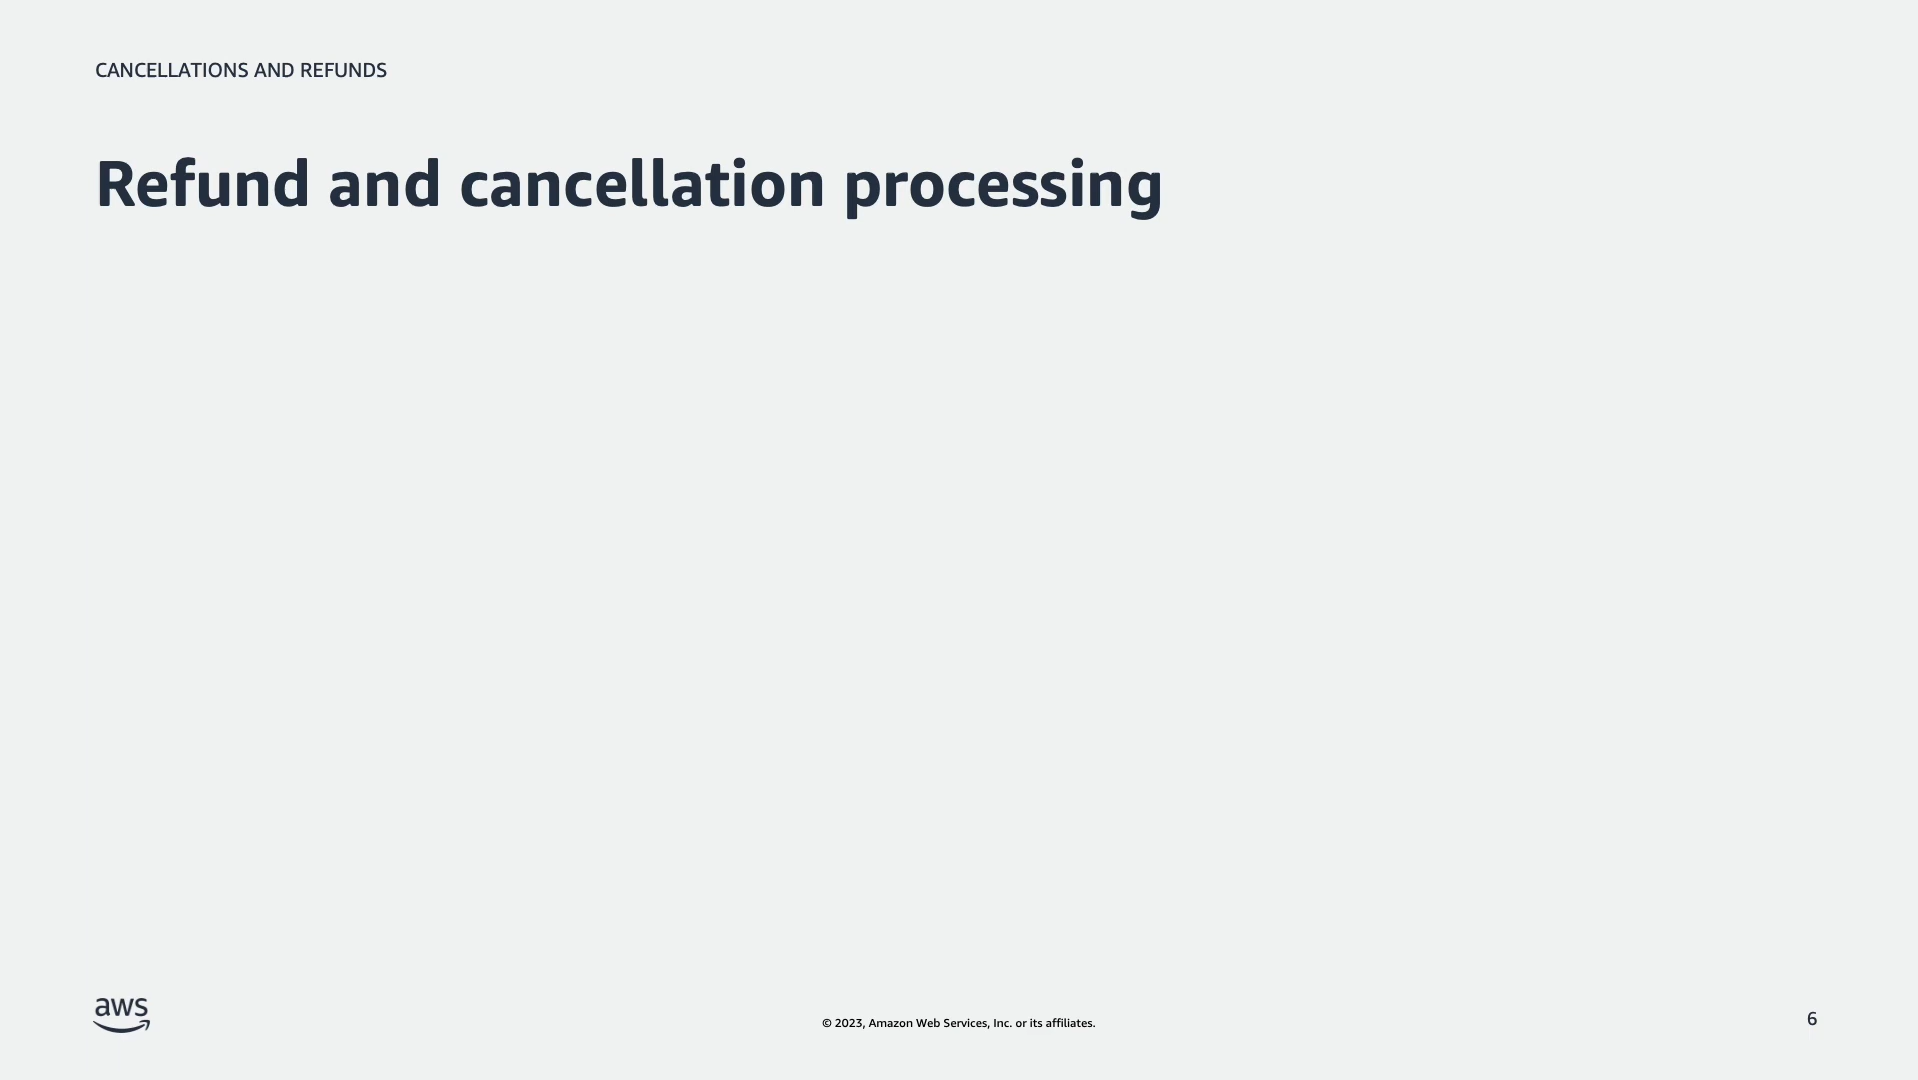 CANCELLATIONS AND REFUNDS
Refund and cancellation processing
aws
© 2023, Amazon Web Services, Inc. or its affiliates.
6